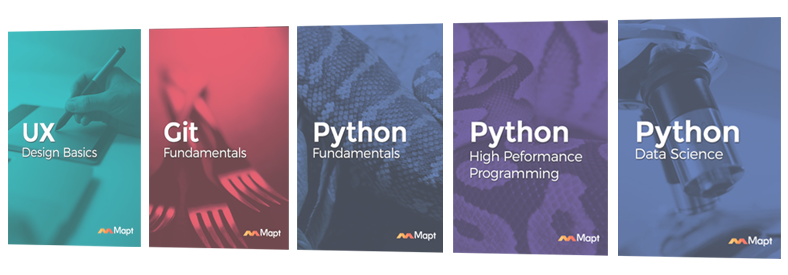 UX
Design Basics
Mapt
Git
Fundamentals
Mapt
Python
Fundamentals
Mapt
Python
High Peformance
Programming
Mapt
Python
Data Science
Mapt